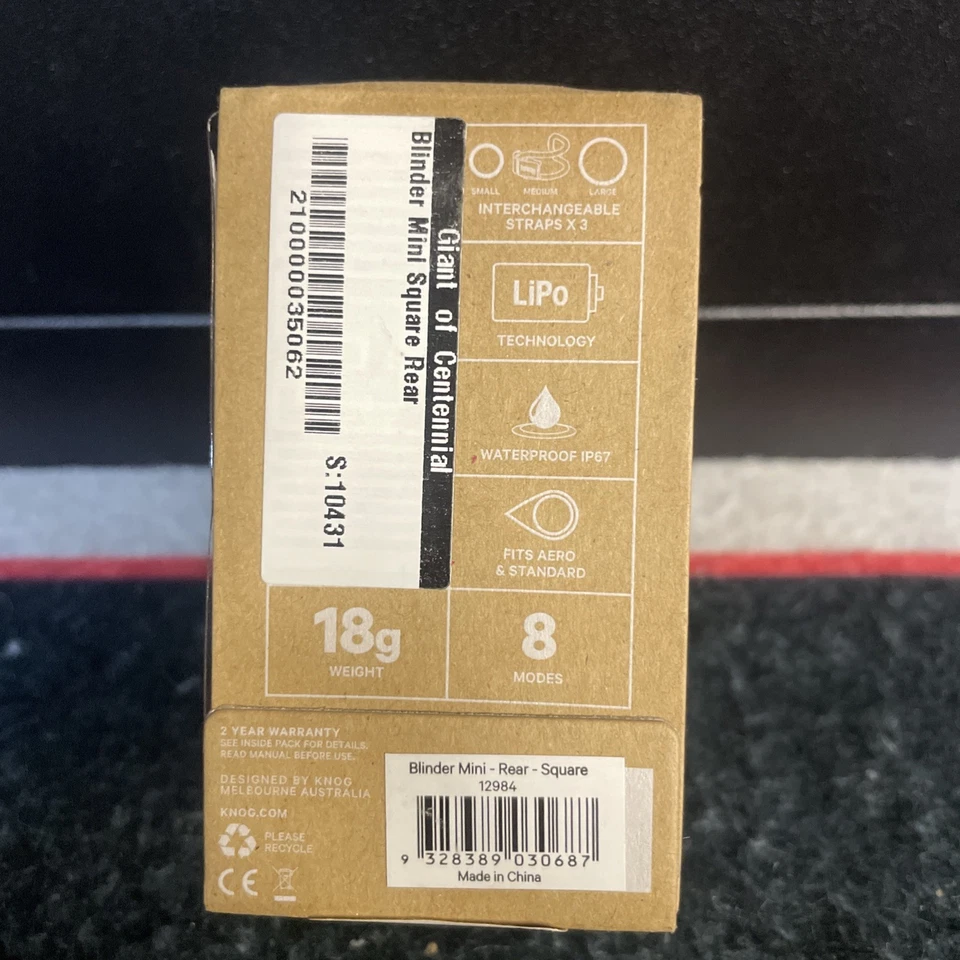 Giant of Centennial
Blinder Mini Square Rear
210000035062
S:10431
SMALL MEDIUM LARGE
INTERCHANGEABLE
STRAPS X 3
LiPo
TECHNOLOGY
WATERPROOF IP67
FITS AERO
& STANDARD
18g
WEIGHT
8
MODES
2 YEAR WARRANTY
SEE INSIDE PACK FOR DETAILS.
READ MANUAL BEFORE USE.
DESIGNED BY KNOG
MELBOURNE AUSTRALIA
KNOG.COM
PLEASE
RECYCLE
CE
Blinder Mini - Rear - Square
12984
9 328389 030687
Made in China